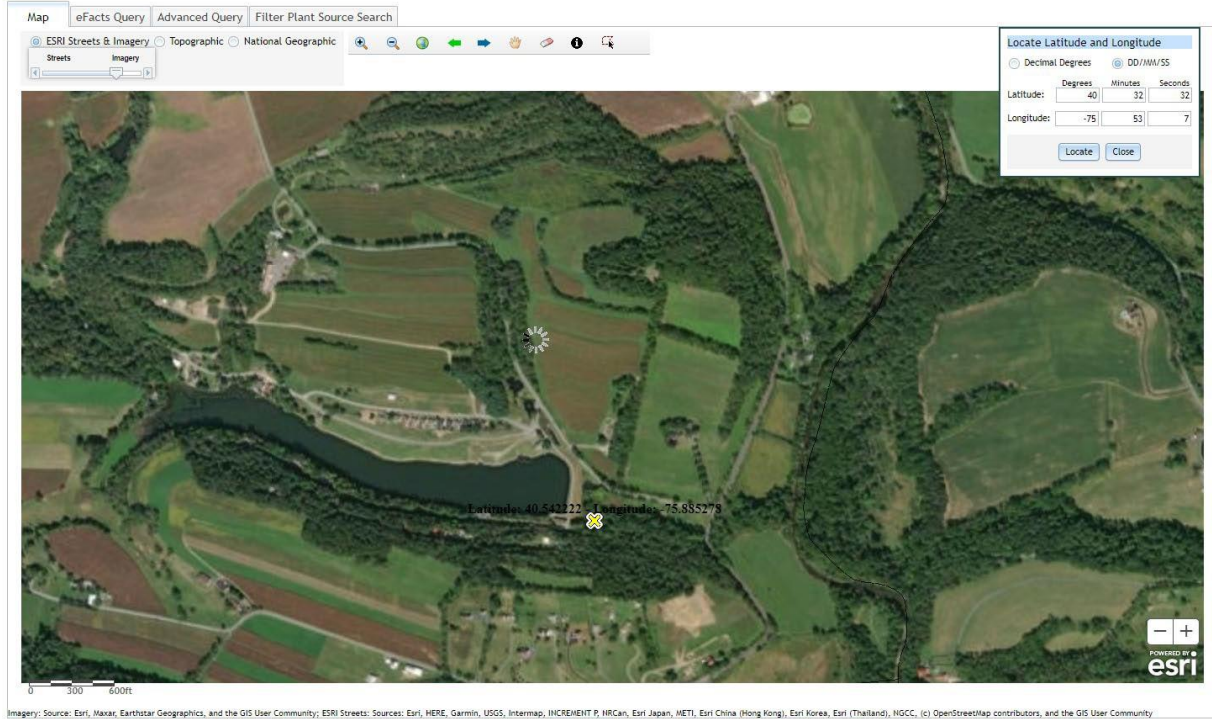 Map eFacts Query Advanced Query Filter Plant Source Search
ESRI Streets & Imagery Topographic National Geographic
Streets Imagery
Locate Latitude and Longitude
Decimal Degrees DD/MM/SS
Degrees Minutes Seconds
Latitude: 40 32 32
Longitude: -75 53 7
Locate Close
Latitude: 40.542222 - Longitude: -75.885278
0 300 600ft
POWERED BY
esri
Imagery: Source: Esri, Maxar, Earthstar Geographics, and the GIS User Community; ESRI Streets: Sources: Esri, HERE, Garmin, USGS, Intermap, INCREMENT P, NRCan, Esri Japan, METI, Esri China (Hong Kong), Esri Korea, Esri (Thailand), NGCC, (c) OpenStreetMap contributors, and the GIS User Community